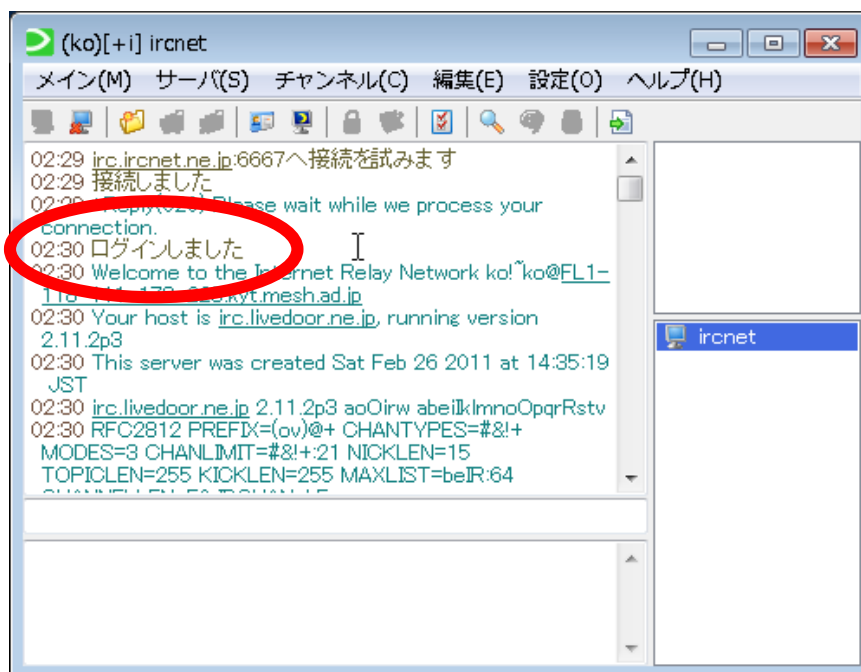 (ko)[+i] ircnet
メイン(M) サーバ(S) チャンネル(C) 編集(E) 設定(O) ヘルプ(H)
02:29 irc.ircnet.ne.jp:6667へ接続を試みます
02:29 接続しました
02:29 Please wait while we process your
connection.
02:30 ログインしました
02:30 Welcome to the Internet Relay Network ko!~ko@FL1-
.kyt.mesh.ad.jp
02:30 Your host is irc.livedoor.ne.jp, running version
2.11.2p3
02:30 This server was created Sat Feb 26 2011 at 14:35:19
JST
02:30 irc.livedoor.ne.jp 2.11.2p3 aoOirw abeiIklmnoOpqrRstv
02:30 RFC2812 PREFIX=(ov)@+ CHANTYPES=#&!+
MODES=3 CHANLIMIT=#&!+:21 NICKLEN=15
TOPICLEN=255 KICKLEN=255 MAXLIST=beIR:64
ircnet